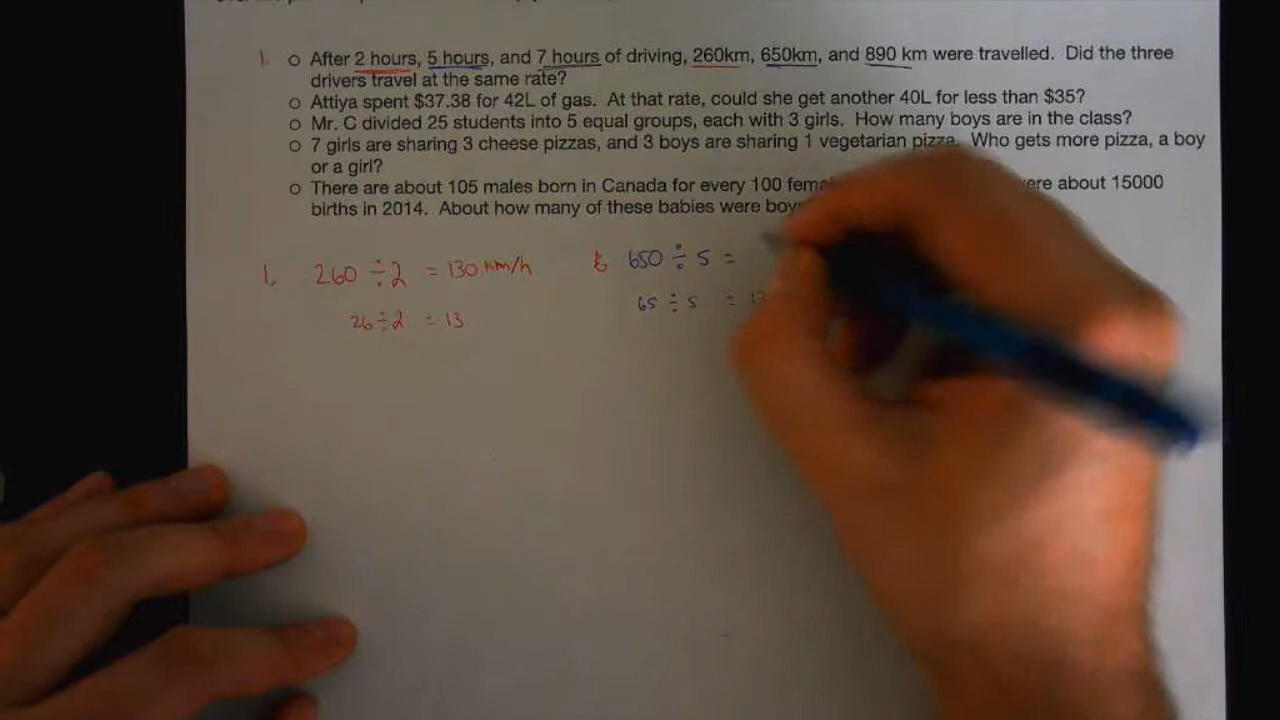 1. o After 2 hours, 5 hours, and 7 hours of driving, 260km, 650km, and 890 km were travelled. Did the three
drivers travel at the same rate?
o Attiya spent $37.38 for 42L of gas. At that rate, could she get another 40L for less than $35?
o Mr. C divided 25 students into 5 equal groups, each with 3 girls. How many boys are in the class?
o 7 girls are sharing 3 cheese pizzas, and 3 boys are sharing 1 vegetarian pizza. Who gets more pizza, a boy
or a girl?
o There are about 105 males born in Canada for every 100 about 15000
births in 2014. About how many of these babies were
1. 260 ÷ 2 = 130 km/h
26 ÷ 2 = 13
650 ÷ 5 =
65 ÷ 5 =